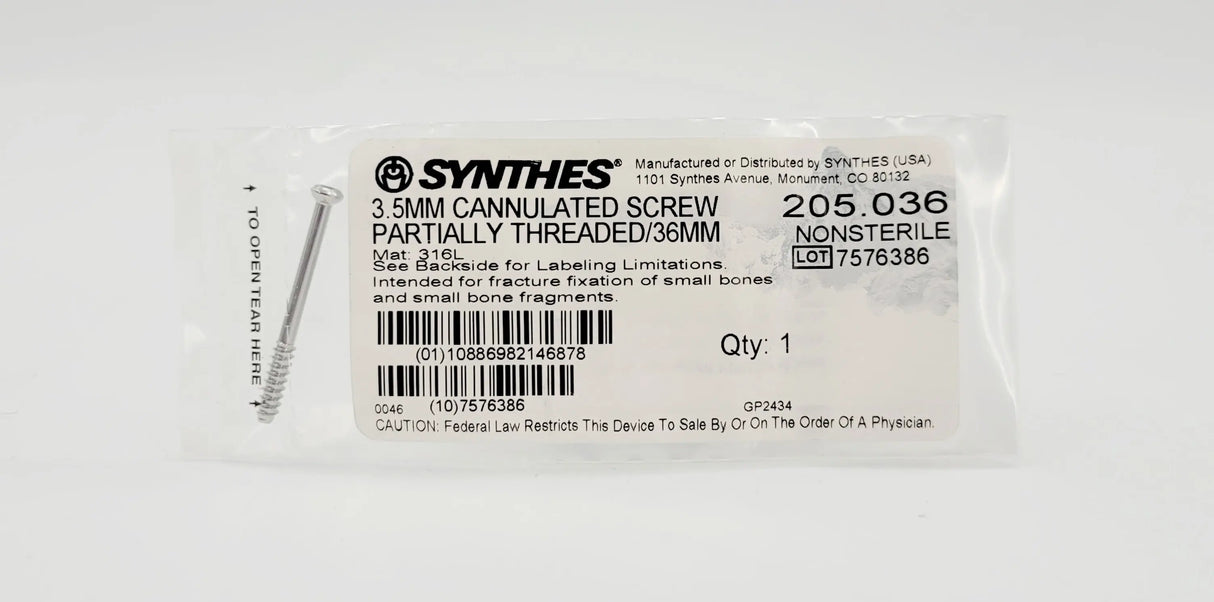 ↑ TO OPEN TEAR HERE ↑
SYNTHES®
Manufactured or Distributed by SYNTHES (USA)
1101 Synthes Avenue, Monument, CO 80132
3.5MM CANNULATED SCREW
PARTIALLY THREADED/36MM
205.036
NONSTERILE
LOT 7576386
Mat: 316L
See Backside for Labeling Limitations.
Intended for fracture fixation of small bones
and small bone fragments.
(01)10886982146878
Qty: 1
0046 (10)7576386
GP2434
CAUTION: Federal Law Restricts This Device To Sale By Or On The Order Of A Physician.